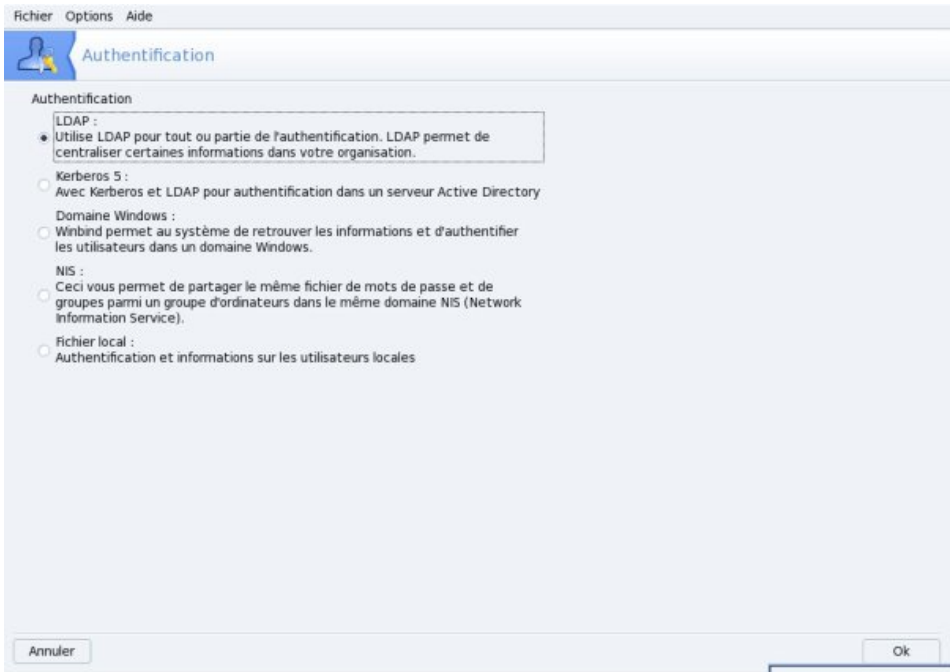 Fichier Options Aide
Authentification
Authentification
LDAP :
Utilise LDAP pour tout ou partie de l'authentification. LDAP permet de
centraliser certaines informations dans votre organisation.
Kerberos 5 :
Avec Kerberos et LDAP pour authentification dans un serveur Active Directory
Domaine Windows :
Winbind permet au système de retrouver les informations et d'authentifier
les utilisateurs dans un domaine Windows.
NIS :
Ceci vous permet de partager le même fichier de mots de passe et de
groupes parmi un groupe d'ordinateurs dans le même domaine NIS (Network
Information Service).
Fichier local :
Authentification et informations sur les utilisateurs locales
Annuler
Ok